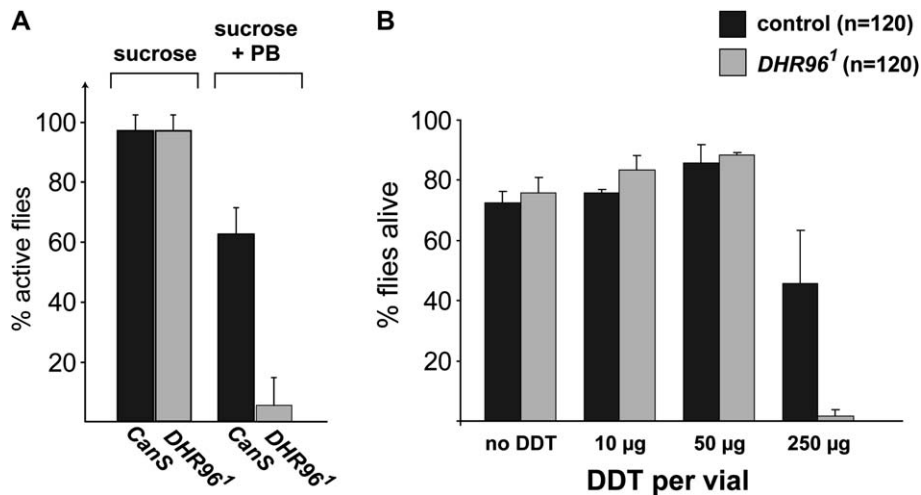 A
sucrose
sucrose
+ PB
% active flies
100
80
60
40
20
CanS
DHR96¹
CanS
DHR96¹
B
control (n=120)
DHR96¹ (n=120)
% flies alive
100
80
60
40
20
no DDT
10 µg
50 µg
250 µg
DDT per vial